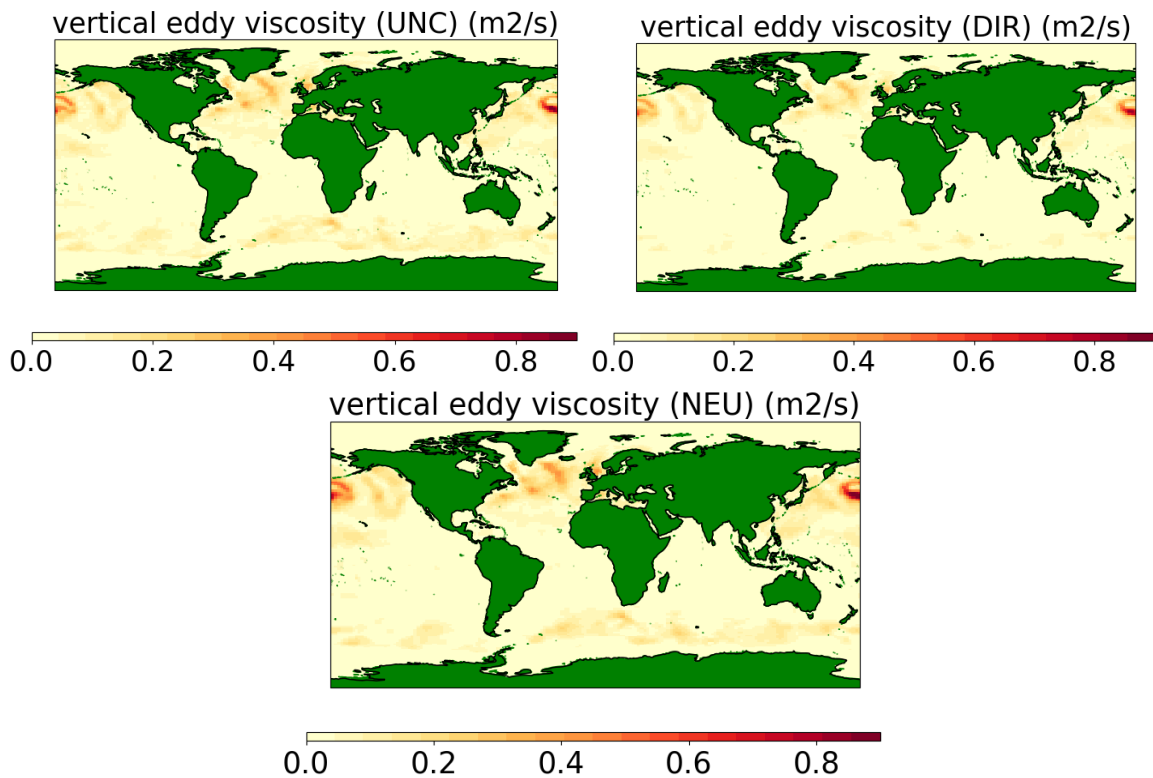 vertical eddy viscosity (UNC) (m2/s)
0.0 0.2 0.4 0.6 0.8
vertical eddy viscosity (DIR) (m2/s)
0.0 0.2 0.4 0.6 0.8
vertical eddy viscosity (NEU) (m2/s)
0.0 0.2 0.4 0.6 0.8